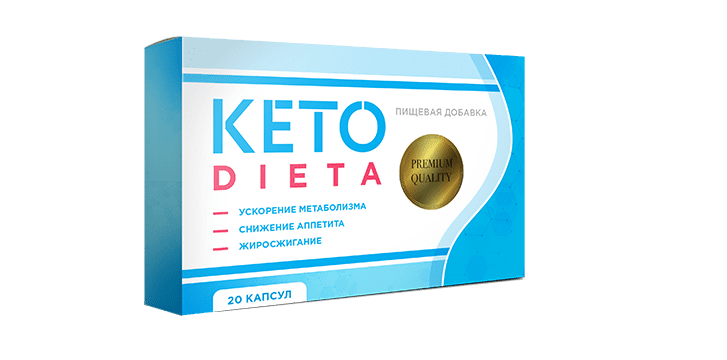 KETO
ПИЩЕВАЯ ДОБАВКА
DIETA
PREMIUM
QUALITY
УСКОРЕНИЕ МЕТАБОЛИЗМА
СНИЖЕНИЕ АППЕТИТА
ЖИРОСЖИГАНИЕ
20 КАПСУЛ